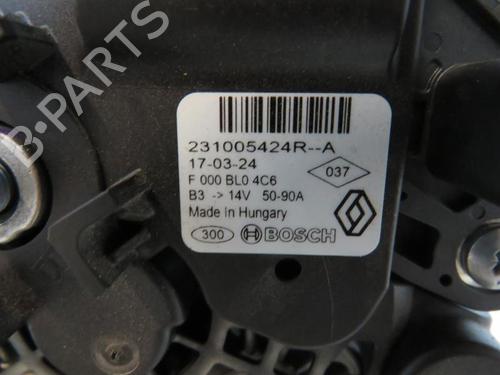 231005424R--A
17-03-24
037
F 000 BL0 4C6
B3 -> 14V 50-90A
Made in Hungary
300 BOSCH
B-PARTS